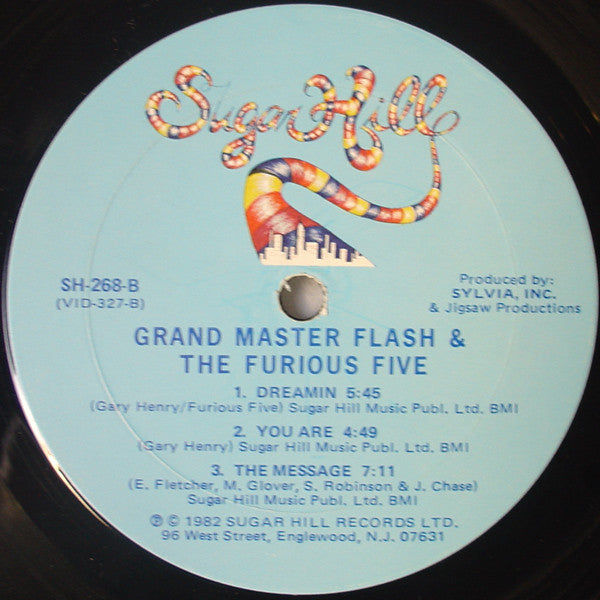 Sugar Hill
SH-268-B
(VID-327-B)
Produced by:
SYLVIA, INC.
& Jigsaw Productions
GRAND MASTER FLASH &
THE FURIOUS FIVE
1. DREAMIN 5:45
(Gary Henry/Furious Five) Sugar Hill Music Publ. Ltd. BMI
2. YOU ARE 4:49
(Gary Henry) Sugar Hill Music Publ. Ltd. BMI
3. THE MESSAGE 7:11
(E. Fletcher, M. Glover, S. Robinson & J. Chase)
Sugar Hill Music Publ. Ltd. BMI
℗ © 1982 SUGAR HILL RECORDS LTD.
96 West Street, Englewood, N.J. 07631